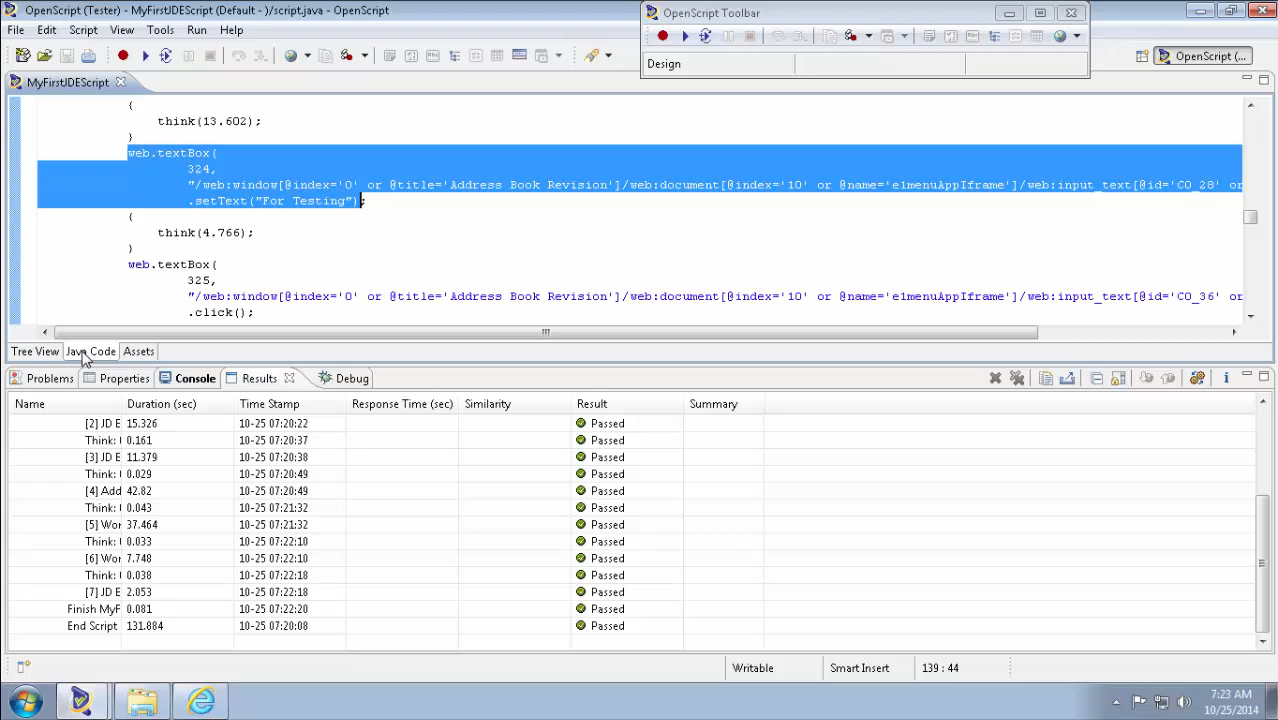 OpenScript (Tester) - MyFirstJDEScript (Default - )/script.java - OpenScript
OpenScript Toolbar
File Edit Script View Tools Run Help
OpenScript (...
Design
MyFirstJDEScript
{
think(13.602);
}
web.textBox(
324,
"/web:window[@index='0' or @title='Address Book Revision']/web:document[@index='10' or @name='e1menuAppIframe']/web:input_text[@id='C0_28' or
.setText("For Testing");
{
think(4.766);
}
web.textBox(
325,
"/web:window[@index='0' or @title='Address Book Revision']/web:document[@index='10' or @name='e1menuAppIframe']/web:input_text[@id='C0_36' or
.click();
Tree View Java Code Assets
Problems Properties Console Results Debug
Name Duration (sec) Time Stamp Response Time (sec) Similarity Result Summary
[2] JD E 15.326 10-25 07:20:22 Passed
Think: ( 0.161 10-25 07:20:37 Passed
[3] JD E 11.379 10-25 07:20:38 Passed
Think: ( 0.029 10-25 07:20:49 Passed
[4] Add 42.82 10-25 07:20:49 Passed
Think: ( 0.043 10-25 07:21:32 Passed
[5] Wor 37.464 10-25 07:21:32 Passed
Think: ( 0.033 10-25 07:22:10 Passed
[6] Wor 7.748 10-25 07:22:10 Passed
Think: ( 0.038 10-25 07:22:18 Passed
[7] JD E 2.053 10-25 07:22:18 Passed
Finish MyF 0.081 10-25 07:22:20 Passed
End Script 131.884 10-25 07:20:08 Passed
Writable Smart Insert 139 : 44
7:23 AM
10/25/2014